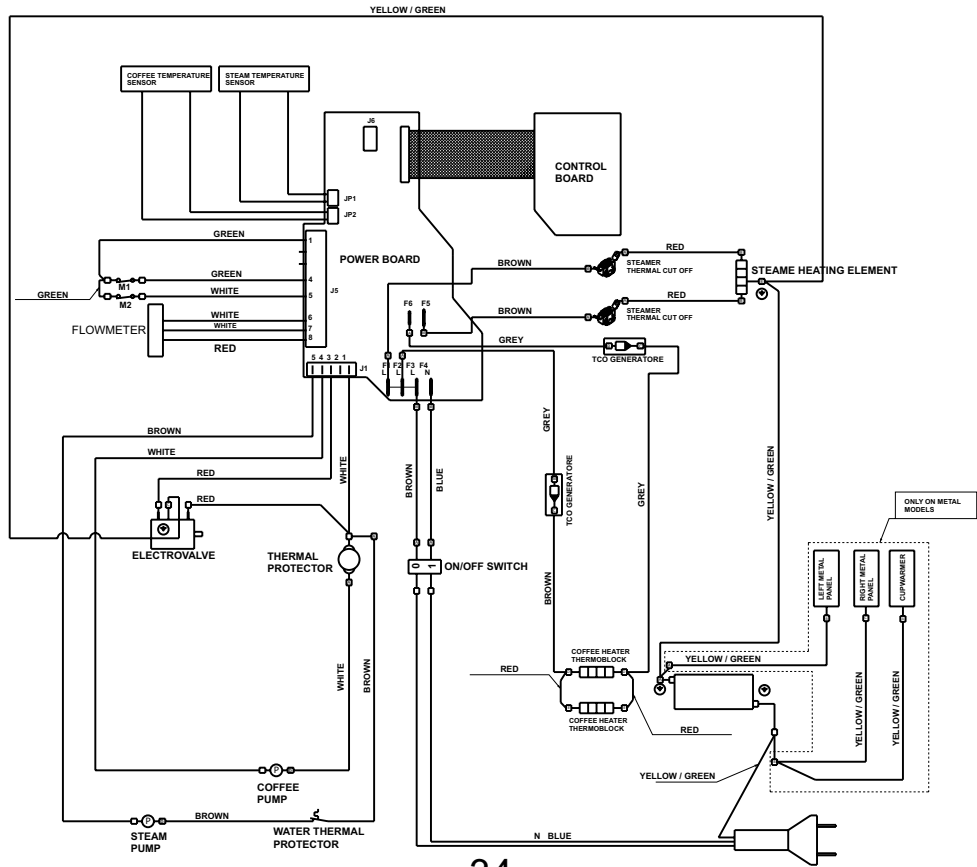 YELLOW / GREEN
COFFEE TEMPERATURE
SENSOR
STEAM TEMPERATURE
SENSOR
J6
CONTROL
BOARD
JP1
JP2
GREEN
1
POWER BOARD
GREEN
4
M1
GREEN
WHITE
5
J5
M2
WHITE
6
FLOWMETER
WHITE
7
RED
8
BROWN
RED
STEAMER
THERMAL CUT OFF
STEAME HEATING ELEMENT
F6
F5
BROWN
RED
STEAMER
THERMAL CUT OFF
GREY
TCO GENERATORE
5 4 3 2 1
J1
F1
L
F2
L
F3
L
F4
N
BROWN
WHITE
RED
RED
WHITE
BROWN
BLUE
GREY
TCO GENERATORE
GREY
YELLOW / GREEN
ONLY ON METAL
MODELS
ELECTROVALVE
THERMAL
PROTECTOR
0
1
ON/OFF SWITCH
BROWN
LEFT METAL
PANEL
RIGHT METAL
PANEL
CUPWARMER
WHITE
BROWN
RED
COFFEE HEATER
THERMOBLOCK
YELLOW / GREEN
COFFEE HEATER
THERMOBLOCK
RED
YELLOW / GREEN
YELLOW / GREEN
YELLOW / GREEN
P
COFFEE
PUMP
P
STEAM
PUMP
BROWN
WATER THERMAL
PROTECTOR
N BLUE